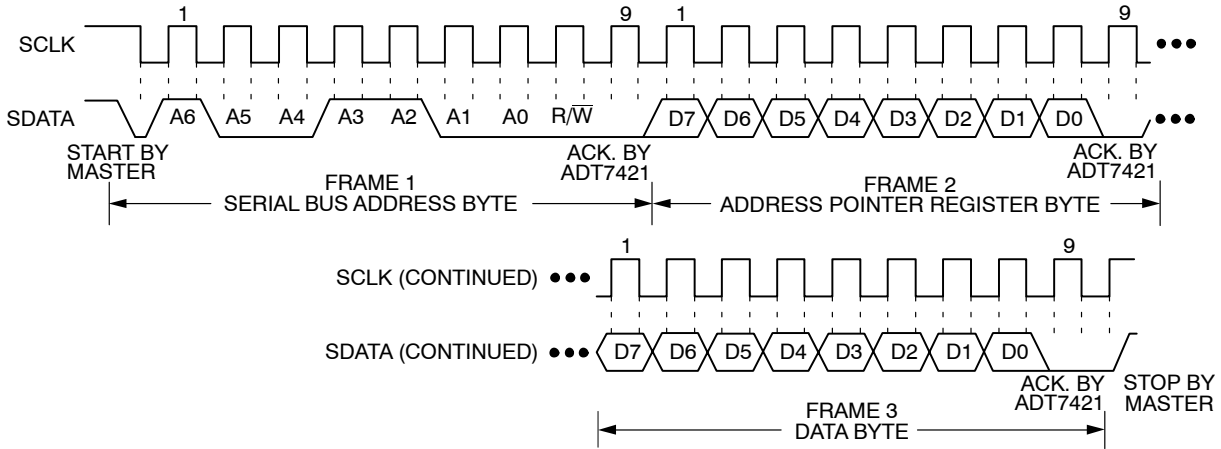 1 9 1 9
SCLK
SDATA A6 A5 A4 A3 A2 A1 A0 R/W̅ D7 D6 D5 D4 D3 D2 D1 D0
START BY
MASTER
ACK. BY
ADT7421
ACK. BY
ADT7421
FRAME 1
SERIAL BUS ADDRESS BYTE
FRAME 2
ADDRESS POINTER REGISTER BYTE
1 9
SCLK (CONTINUED)
SDATA (CONTINUED) D7 D6 D5 D4 D3 D2 D1 D0
ACK. BY
ADT7421
STOP BY
MASTER
FRAME 3
DATA BYTE